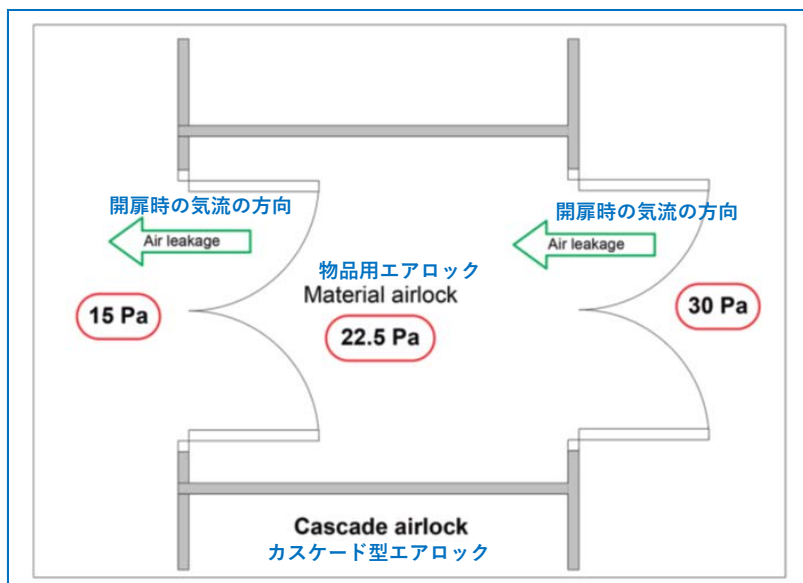 開扉時の気流の方向
Air leakage
開扉時の気流の方向
Air leakage
物品用エアロック
Material airlock
15 Pa
22.5 Pa
30 Pa
Cascade airlock
カスケード型エアロック